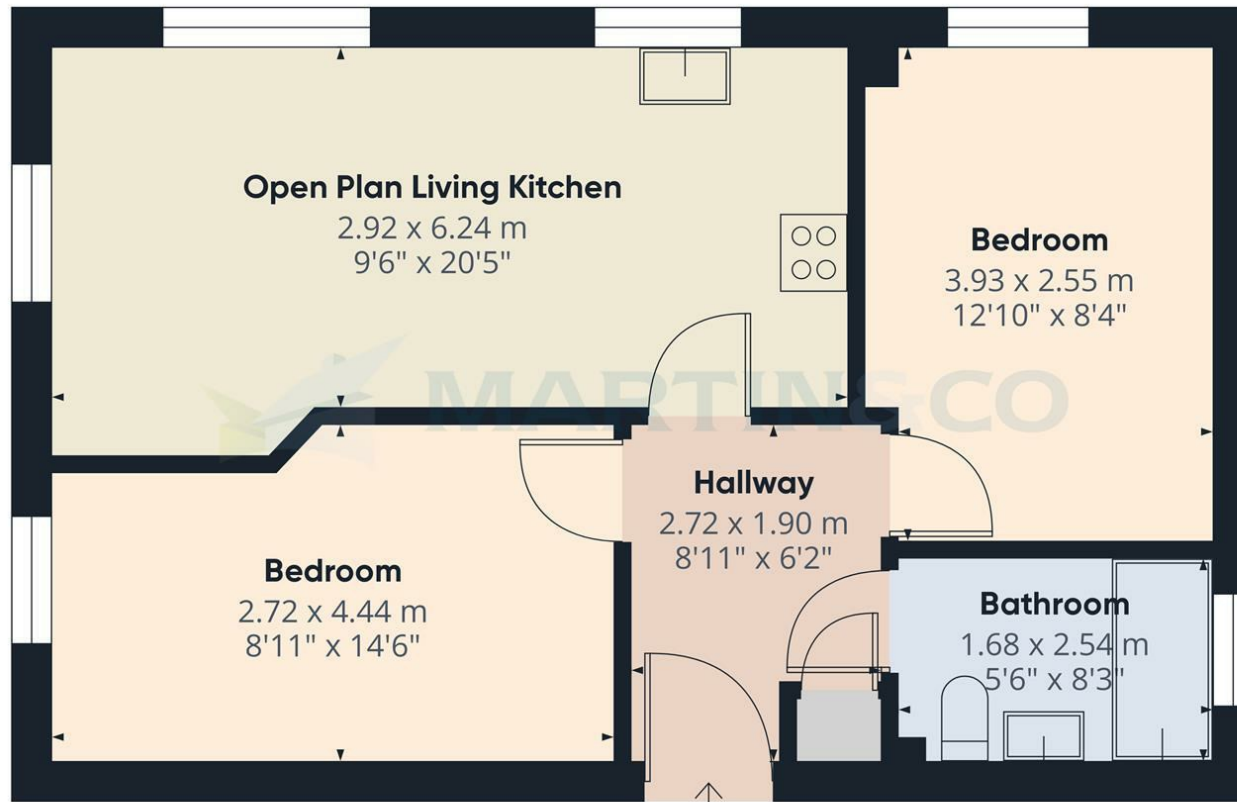 Open Plan Living Kitchen
2.92 x 6.24 m
9'6" x 20'5"
Bedroom
3.93 x 2.55 m
12'10" x 8'4"
MARTIN&CO
Hallway
2.72 x 1.90 m
8'11" x 6'2"
Bedroom
2.72 x 4.44 m
8'11" x 14'6"
Bathroom
1.68 x 2.54 m
5'6" x 8'3"